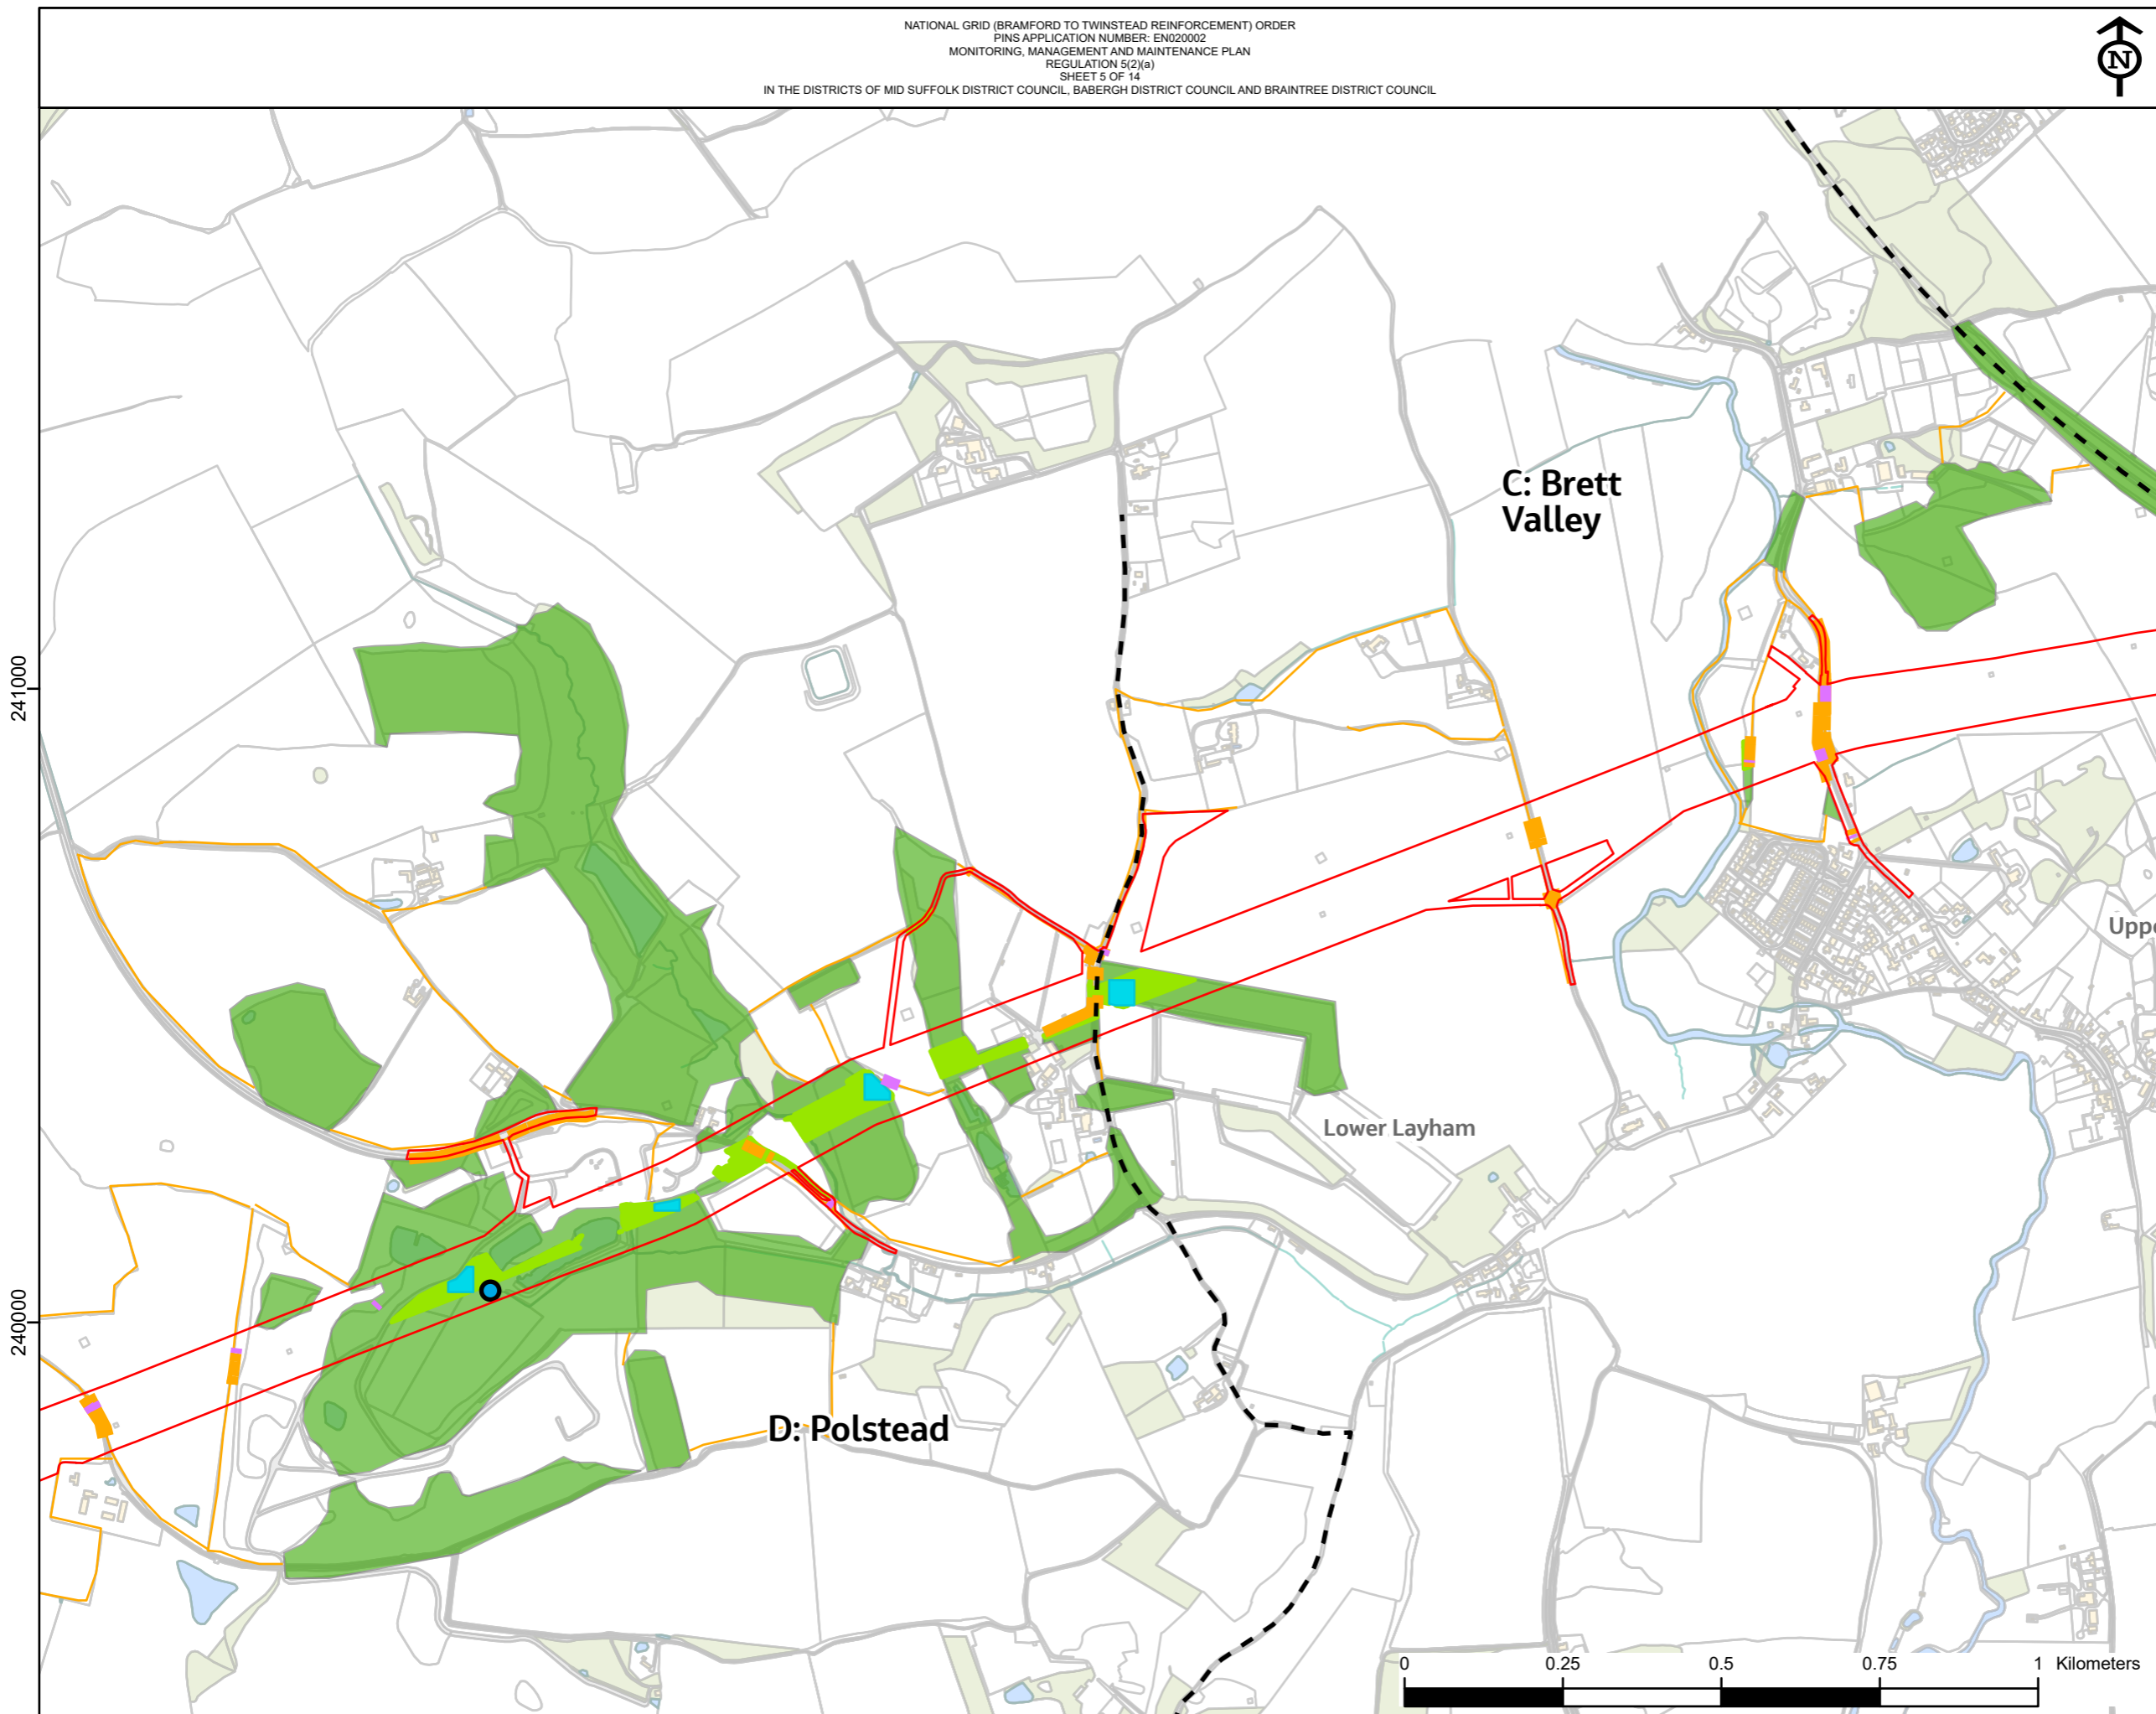 NATIONAL GRID (BRAMFORD TO TWINSTEAD REINFORCEMENT) ORDER
PINS APPLICATION NUMBER: EN020002
MONITORING, MANAGEMENT AND MAINTENANCE PLAN
REGULATION 5(2)(a)
SHEET 5 OF 14
IN THE DISTRICTS OF MID SUFFOLK DISTRICT COUNCIL, BABERGH DISTRICT COUNCIL AND BRAINTREE DISTRICT COUNCIL
N
C: Brett
Valley
241000
Uppe
Lower Layham
240000
D: Polstead
0 0.25 0.5 0.75 1 Kilometers